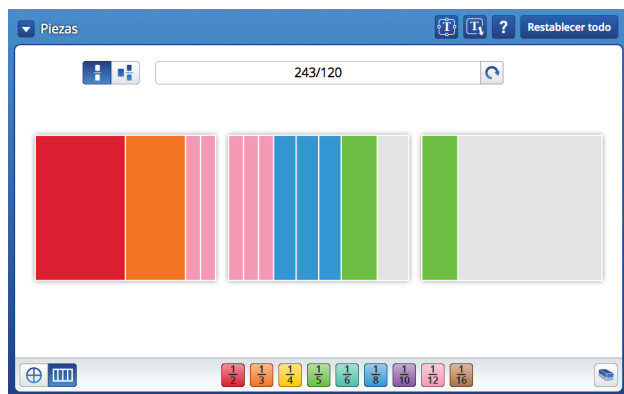 Piezas
T T ? Restablecer todo
243/120
1/2 1/3 1/4 1/5 1/6 1/8 1/10 1/12 1/16